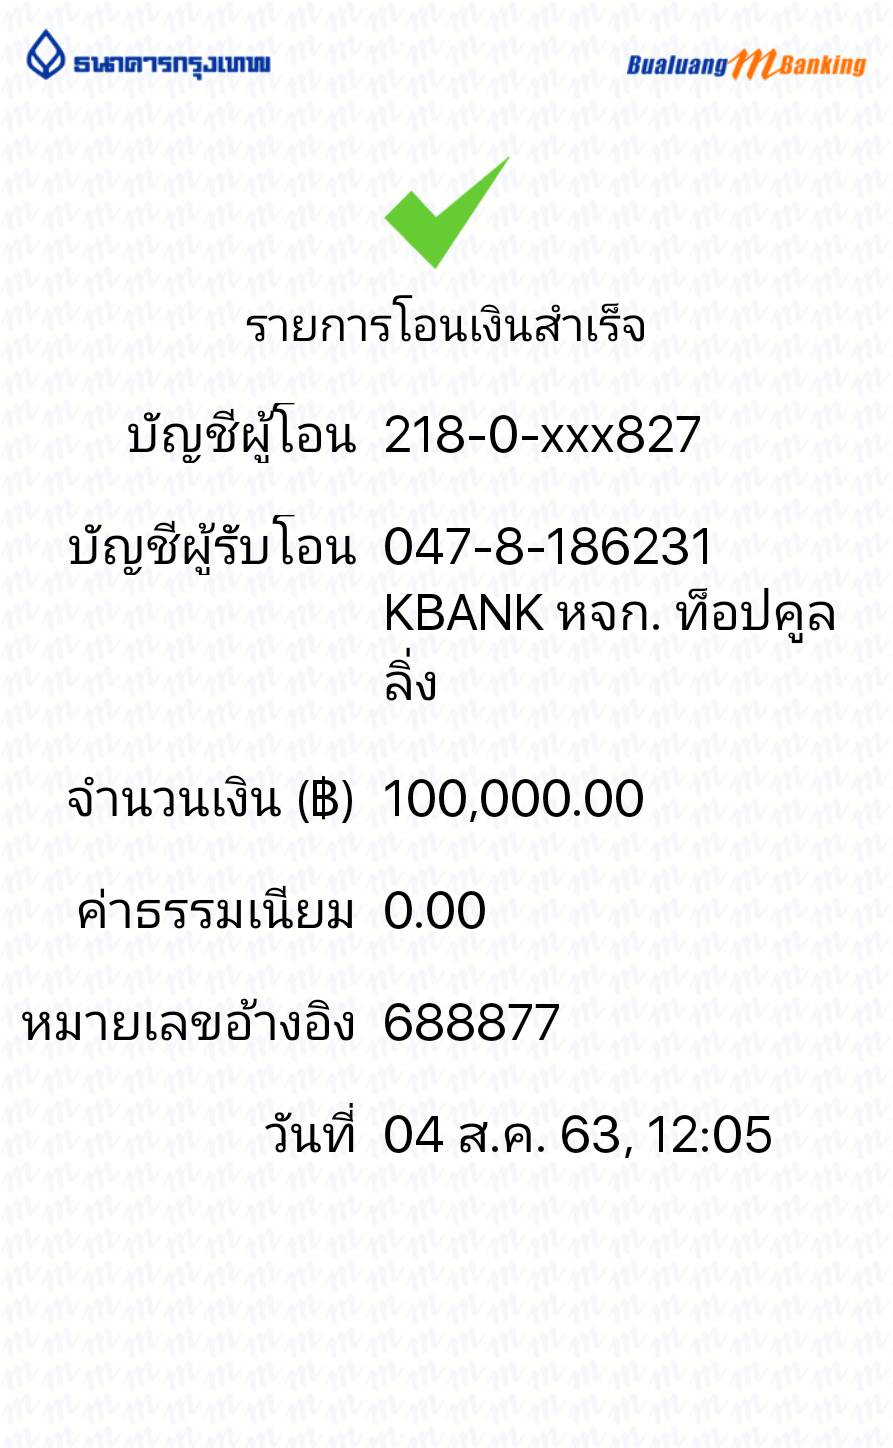 ธนาคารกรุงเทพ
Bualuang mBanking
รายการโอนเงินสำเร็จ
บัญชีผู้โอน 218-0-xxx827
บัญชีผู้รับโอน 047-8-186231
KBANK หจก. ท็อปคูล
ลิ่ง
จำนวนเงิน (฿) 100,000.00
ค่าธรรมเนียม 0.00
หมายเลขอ้างอิง 688877
วันที่ 04 ส.ค. 63, 12:05